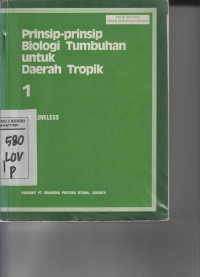 Prinsip-prinsip
Biologi Tumbuhan
untuk
Daerah Tropik
1
LOVELESS
580
LOV
P
PENERBIT PT GRAMEDIA PUSTAKA UTAMA, JAKARTA